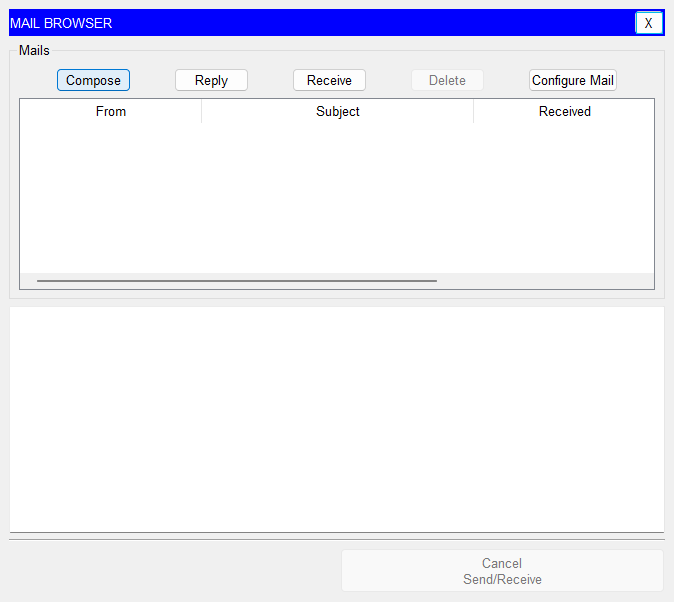 MAIL BROWSER X
Mails
Compose Reply Receive Delete Configure Mail
From Subject Received
Cancel
Send/Receive